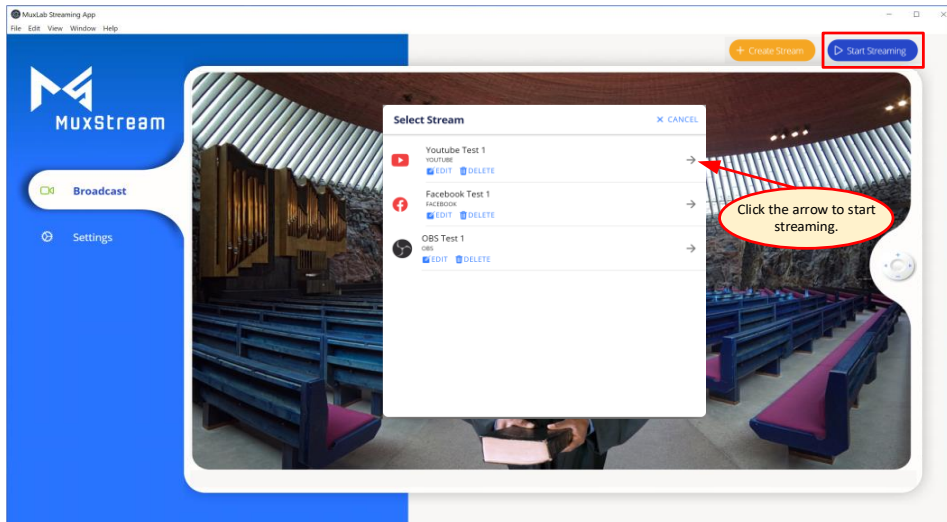 MuxLab Streaming App
File Edit View Window Help
+ Create Stream
Start Streaming
MuxStream
Select Stream
× CANCEL
Youtube Test 1
YOUTUBE
EDIT DELETE
Broadcast
Facebook Test 1
FACEBOOK
EDIT DELETE
Click the arrow to start
streaming.
Settings
OBS Test 1
OBS
EDIT DELETE